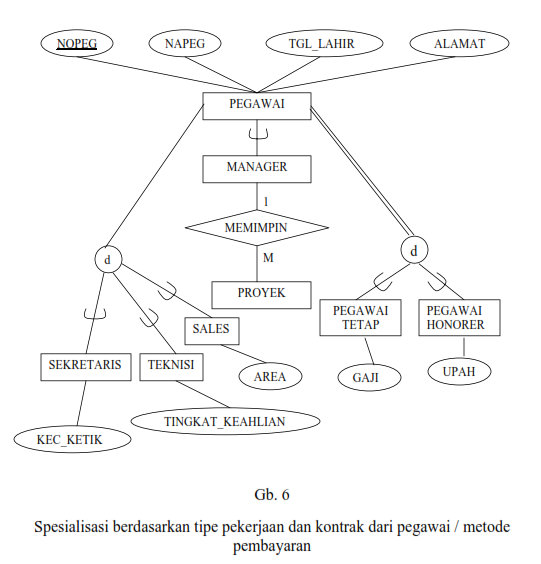 NOPEG
NAPEG
TGL_LAHIR
ALAMAT
PEGAWAI
MANAGER
1
MEMIMPIN
M
PROYEK
d
d
PEGAWAI
TETAP
PEGAWAI
HONORER
SALES
SEKRETARIS
TEKNISI
AREA
GAJI
UPAH
TINGKAT_KEAHLIAN
KEC_KETIK
Gb. 6
Spesialisasi berdasarkan tipe pekerjaan dan kontrak dari pegawai / metode
pembayaran